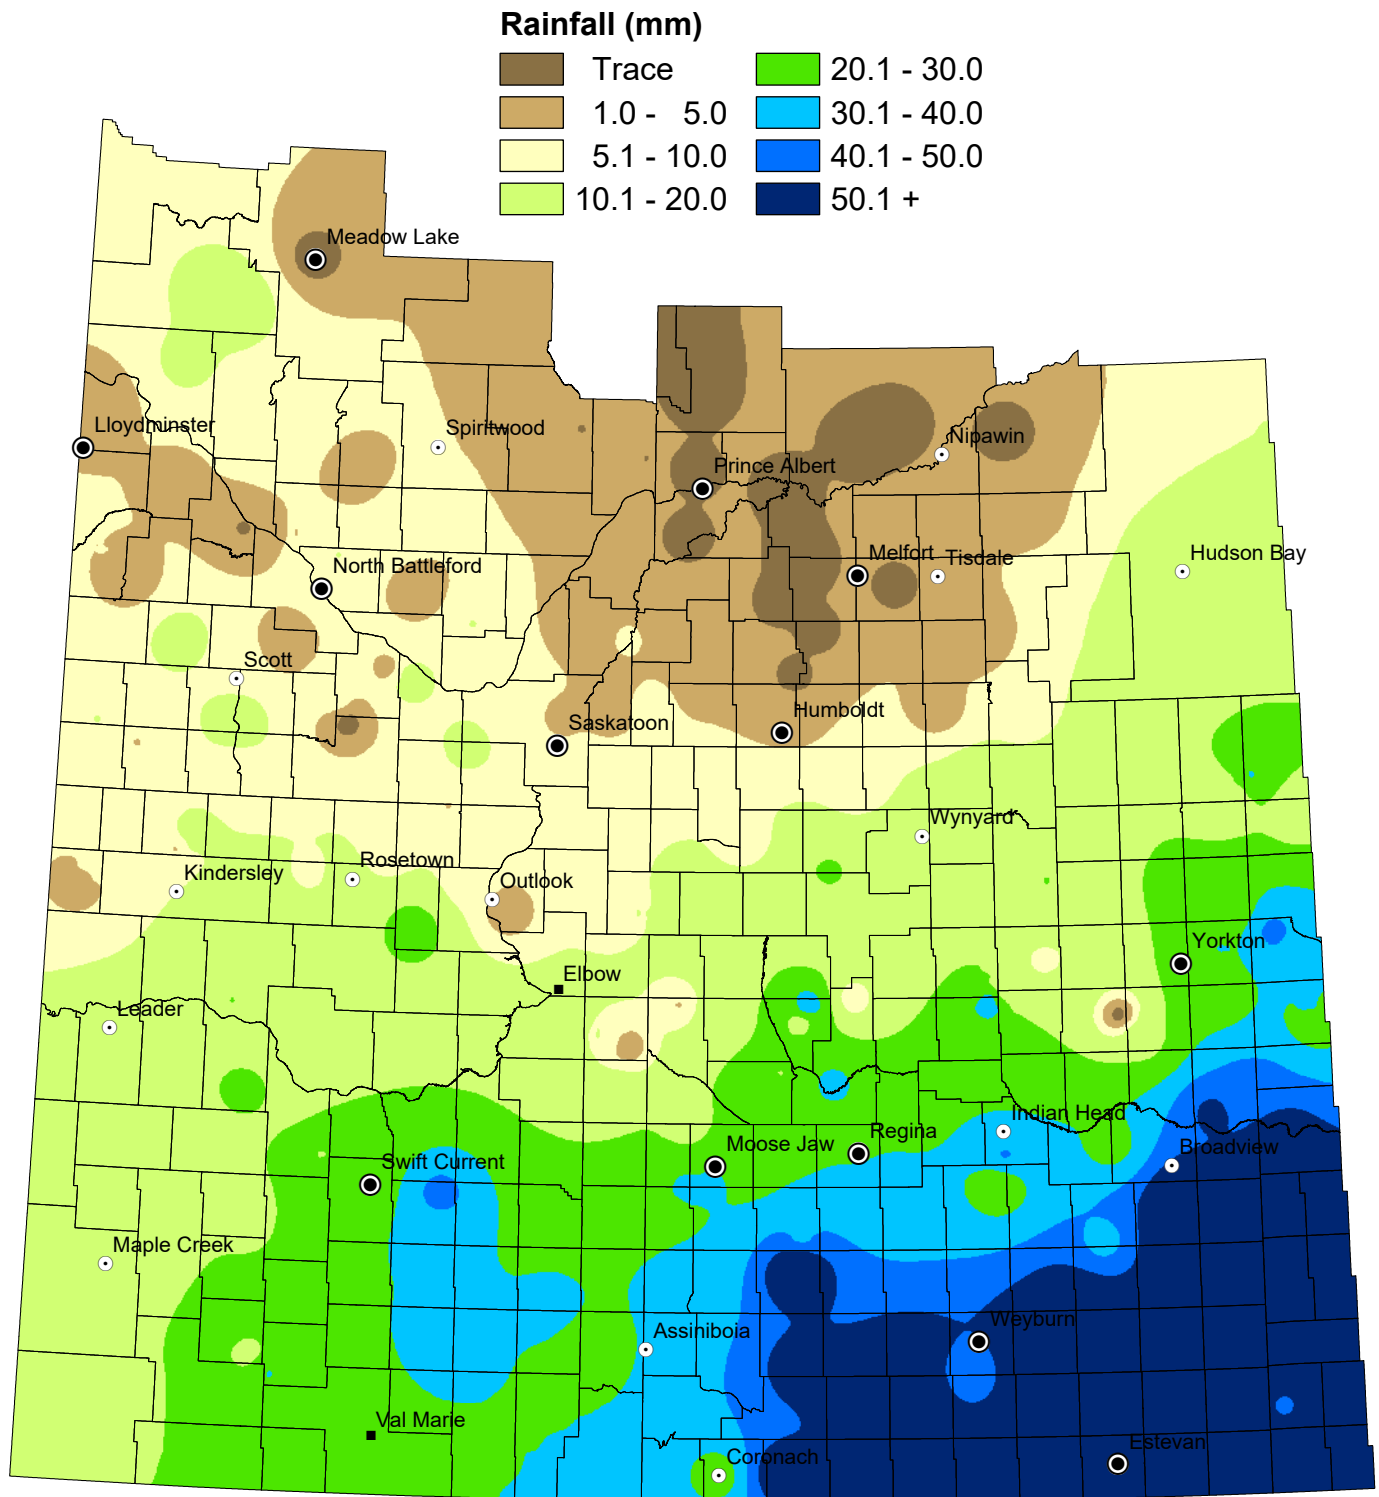 Rainfall (mm)
Trace
1.0 - 5.0
5.1 - 10.0
10.1 - 20.0
20.1 - 30.0
30.1 - 40.0
40.1 - 50.0
50.1 +
Meadow Lake
Lloydminster
Spiritwood
Nipawin
Prince Albert
Melfort
Tisdale
Hudson Bay
North Battleford
Scott
Humboldt
Saskatoon
Wynyard
Rosetown
Kindersley
Outlook
Yorkton
Elbow
Leader
Indian Head
Regina
Moose Jaw
Broadview
Swift Current
Maple Creek
Weyburn
Assiniboia
Val Marie
Estevan
Coronach